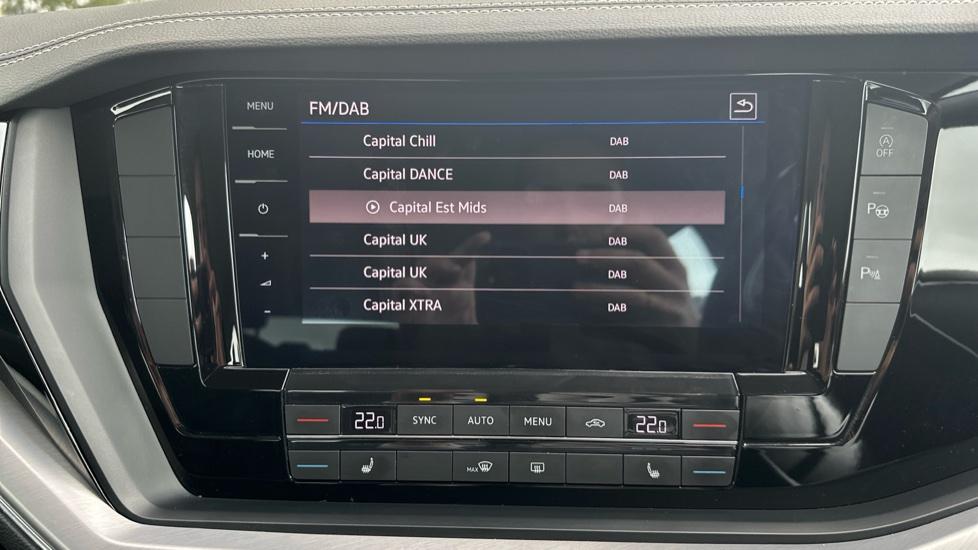 MENU
FM/DAB
HOME
Capital Chill DAB
Capital DANCE DAB
Capital Est Mids DAB
Capital UK DAB
Capital UK DAB
Capital XTRA DAB
+
-
A
OFF
P
P
22.0 SYNC AUTO MENU 22.0
MAX